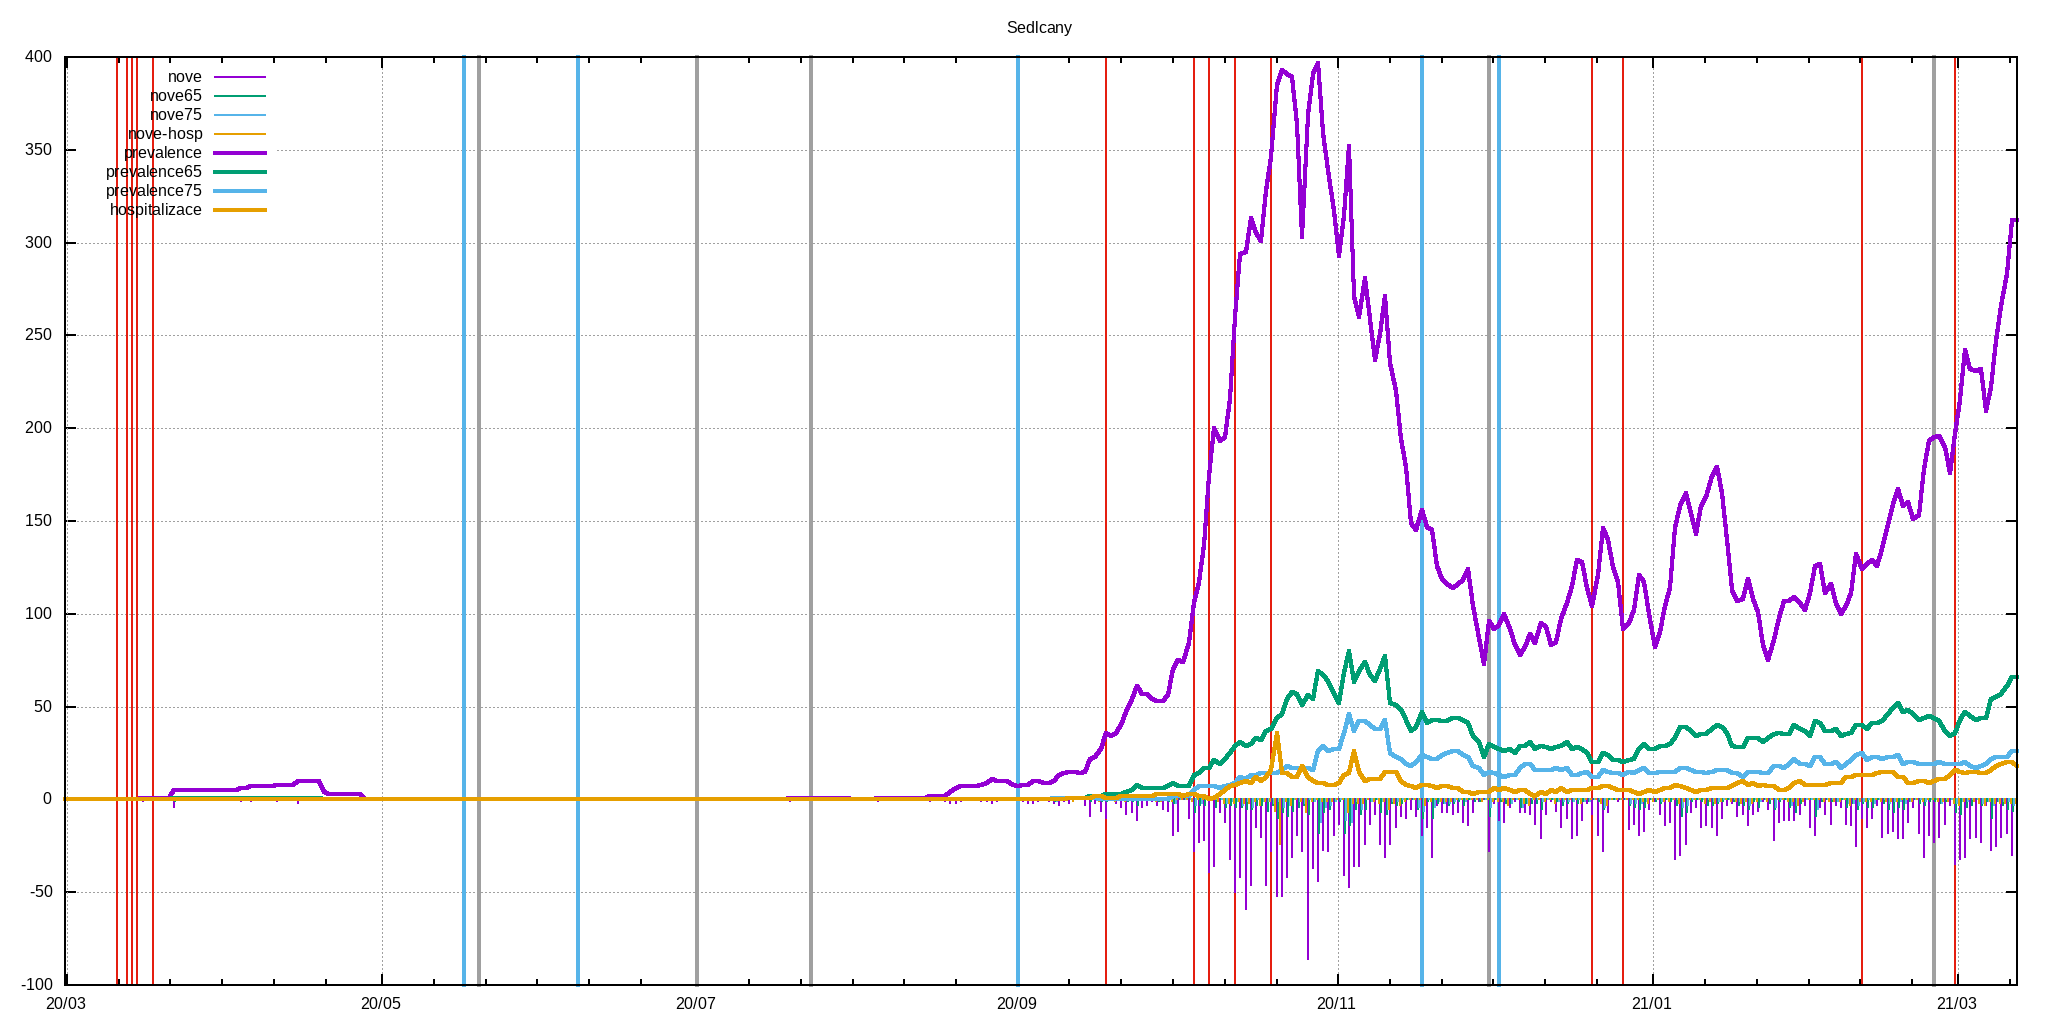 Sedlcany
400
350
300
250
200
150
100
50
0
-50
-100
nove
nove65
nove75
nove-hosp
prevalence
prevalence65
prevalence75
hospitalizace
20/03 20/05 20/07 20/09 20/11 21/01 21/03